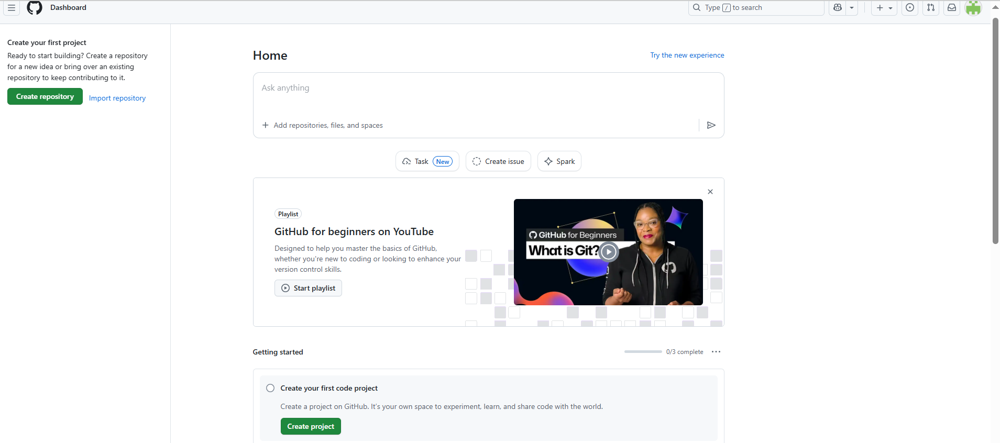 Dashboard
Type / to search
Create your first project
Ready to start building? Create a repository
for a new idea or bring over an existing
repository to keep contributing to it.
Create repository
Import repository
Home
Try the new experience
Ask anything
Add repositories, files, and spaces
Task New
Create issue
Spark
Playlist
GitHub for beginners on YouTube
Designed to help you master the basics of GitHub,
whether you're new to coding or looking to enhance your
version control skills.
Start playlist
GitHub for Beginners
What is Git?
Getting started
0/3 complete
Create your first code project
Create a project on GitHub. It’s your own space to experiment, learn, and share code with the world.
Create project